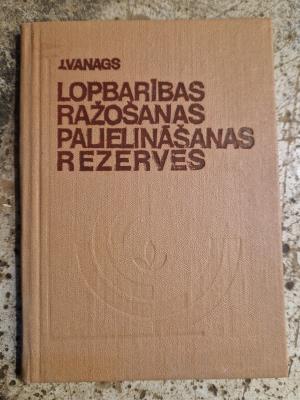 J.VANAGS
LOPBARĪBAS
RAŽOŠANAS
PALIELINĀŠANAS
REZERVES